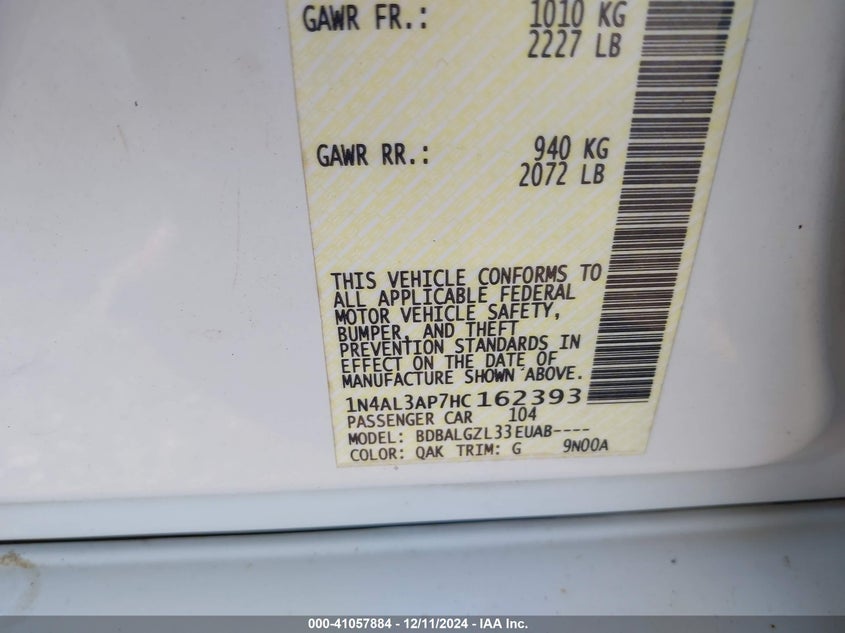 GAWR FR.: 1010 KG
2227 LB
GAWR RR.: 940 KG
2072 LB
THIS VEHICLE CONFORMS TO
ALL APPLICABLE FEDERAL
MOTOR VEHICLE SAFETY,
BUMPER, AND THEFT
PREVENTION STANDARDS IN
EFFECT ON THE DATE OF
MANUFACTURE SHOWN ABOVE.
1N4AL3AP7HC162393
PASSENGER CAR 104
MODEL: BDBALGZL33EUAB----
COLOR: QAK TRIM: G 9N00A
000-41057884 - 12/11/2024 - IAA Inc.